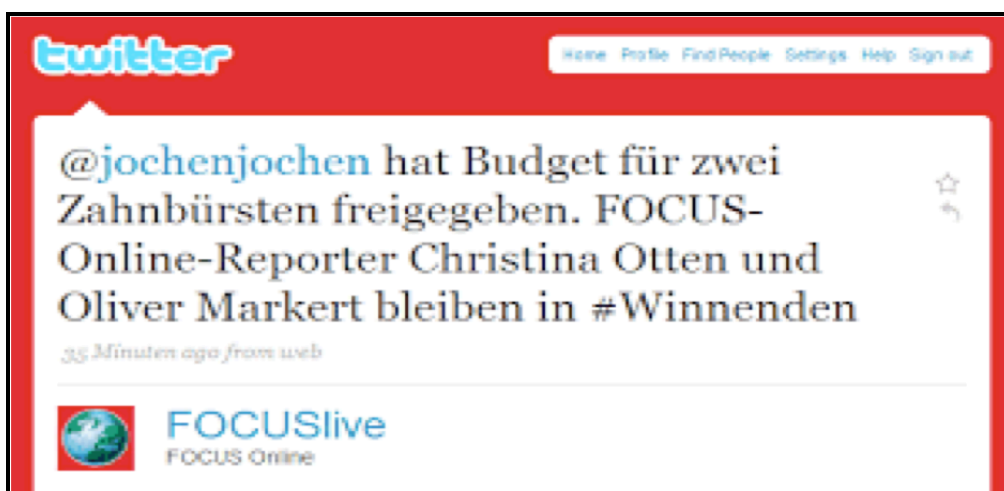 twitter
Home Profile Find People Settings Help Sign out
@jochenjochen hat Budget für zwei
Zahnbürsten freigegeben. FOCUS-
Online-Reporter Christina Otten und
Oliver Markert bleiben in #Winnenden
35 Minuten ago from web
FOCUSlive
FOCUS Online